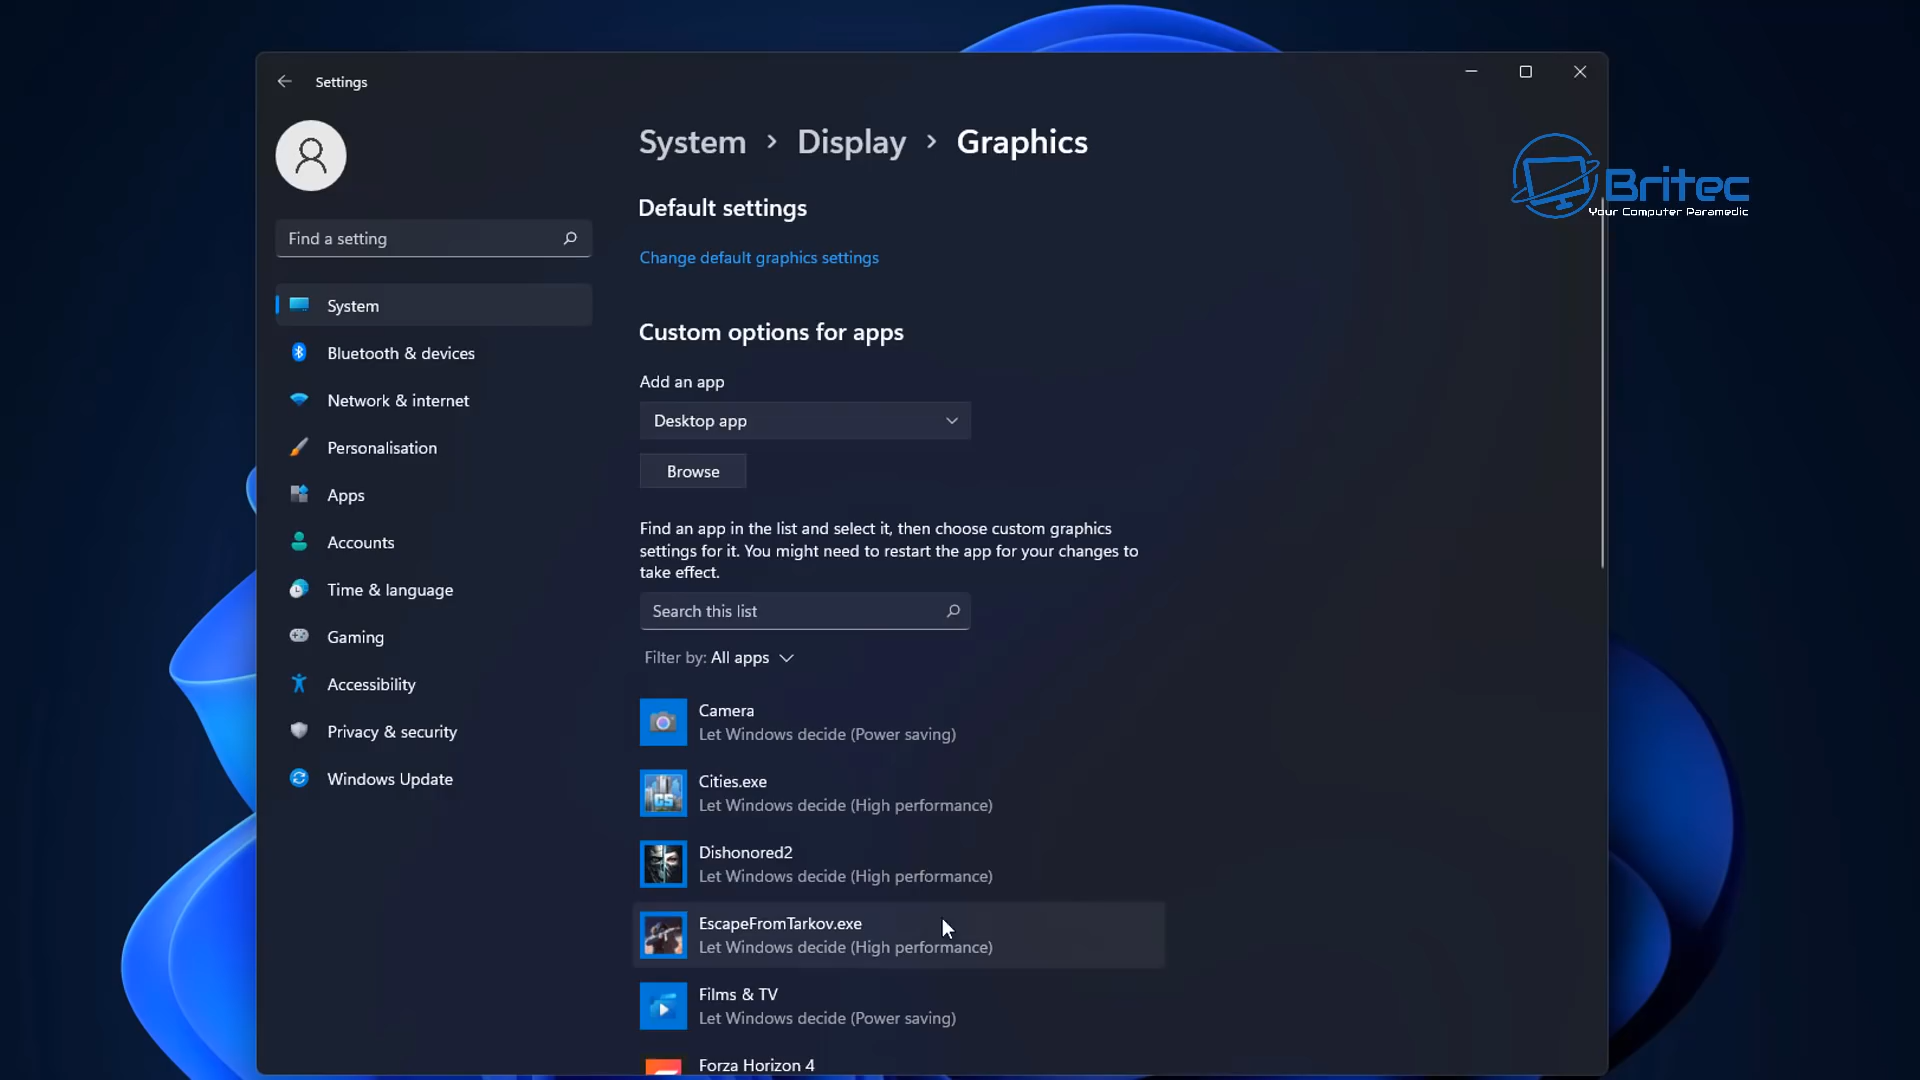 Settings
System > Display > Graphics
Britec
Your Computer Paramedic
Default settings
Find a setting
Change default graphics settings
System
Bluetooth & devices
Network & internet
Personalisation
Apps
Accounts
Time & language
Gaming
Accessibility
Privacy & security
Windows Update
Custom options for apps
Add an app
Desktop app
Browse
Find an app in the list and select it, then choose custom graphics
settings for it. You might need to restart the app for your changes to
take effect.
Search this list
Filter by: All apps
Camera
Let Windows decide (Power saving)
Cities.exe
Let Windows decide (High performance)
Dishonored2
Let Windows decide (High performance)
EscapeFromTarkov.exe
Let Windows decide (High performance)
Films & TV
Let Windows decide (Power saving)
Forza Horizon 4